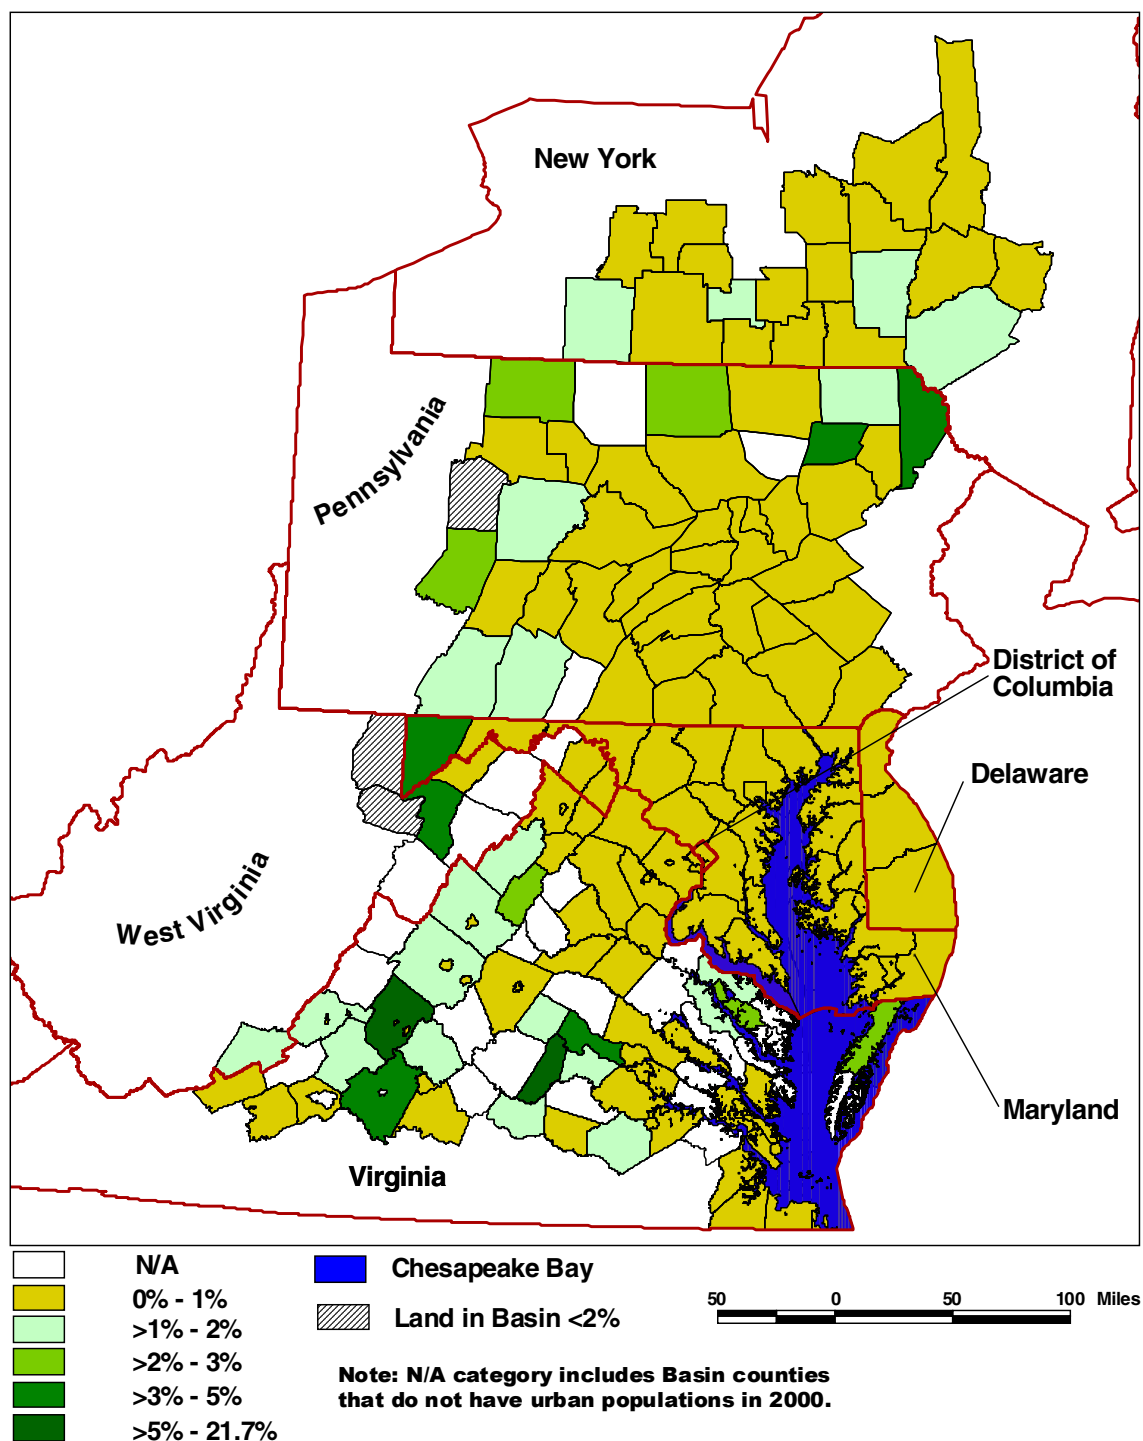 New York
Pennsylvania
District of
Columbia
Delaware
West Virginia
Maryland
Virginia
N/A
0% - 1%
>1% - 2%
>2% - 3%
>3% - 5%
>5% - 21.7%
Chesapeake Bay
Land in Basin <2%
50 0 50 100 Miles
Note: N/A category includes Basin counties
that do not have urban populations in 2000.